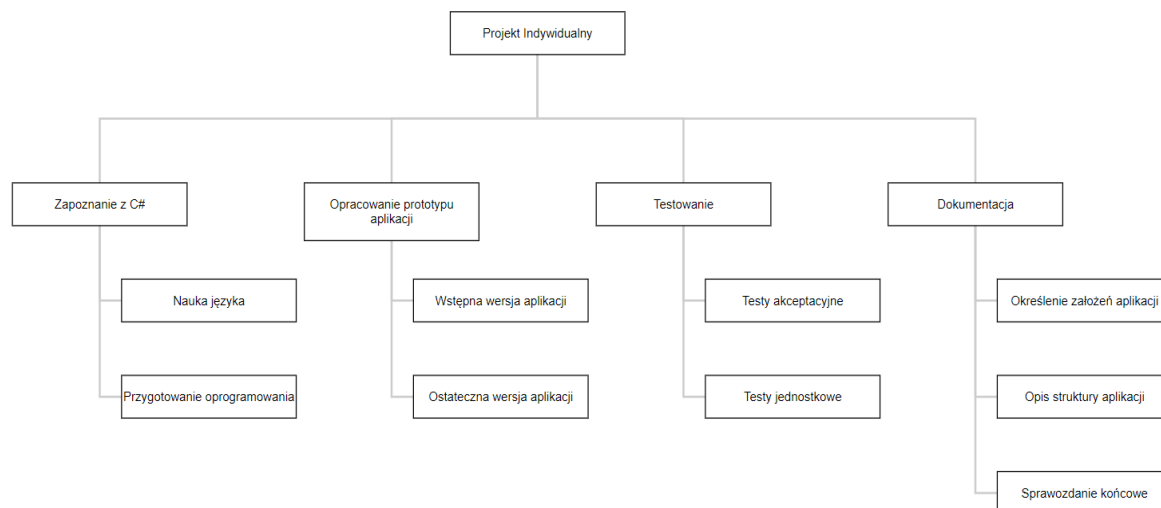 Projekt Indywidualny
Zapoznanie z C#
Opracowanie prototypu
aplikacji
Testowanie
Dokumentacja
Nauka języka
Wstępna wersja aplikacji
Testy akceptacyjne
Określenie założeń aplikacji
Przygotowanie oprogramowania
Ostateczna wersja aplikacji
Testy jednostkowe
Opis struktury aplikacji
Sprawozdanie końcowe